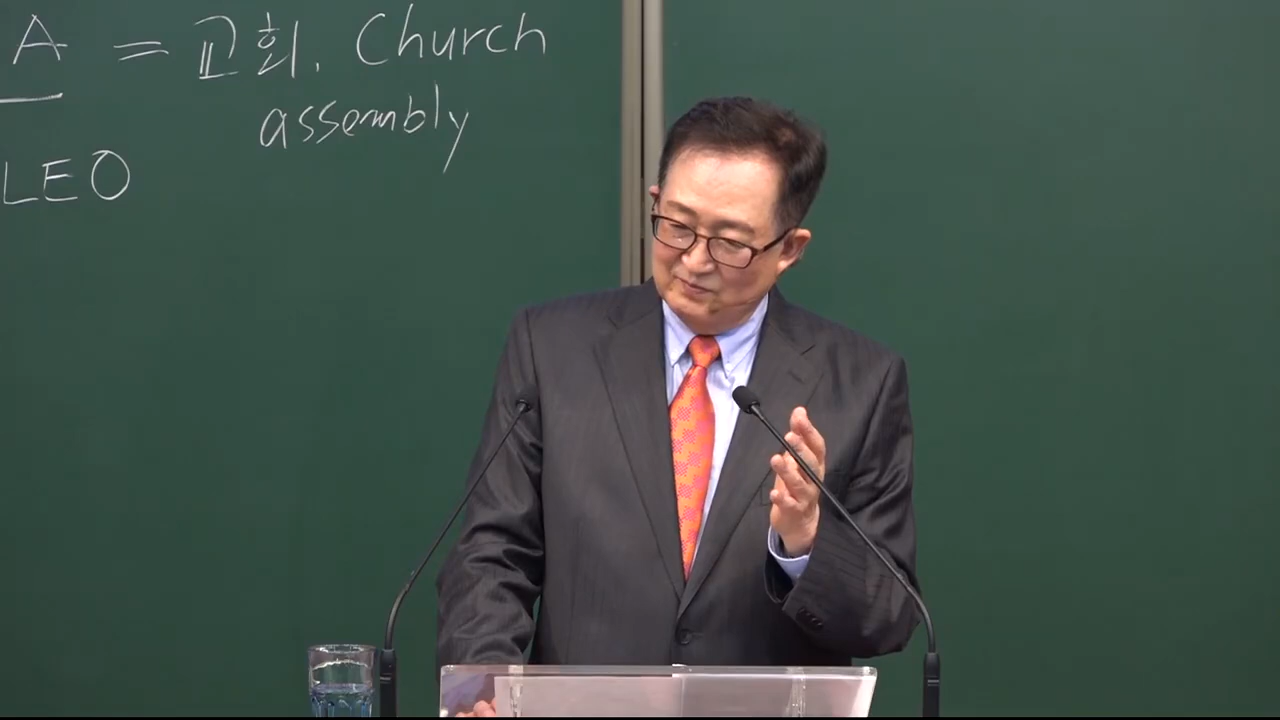 A = 교회. Church
assembly
LEO